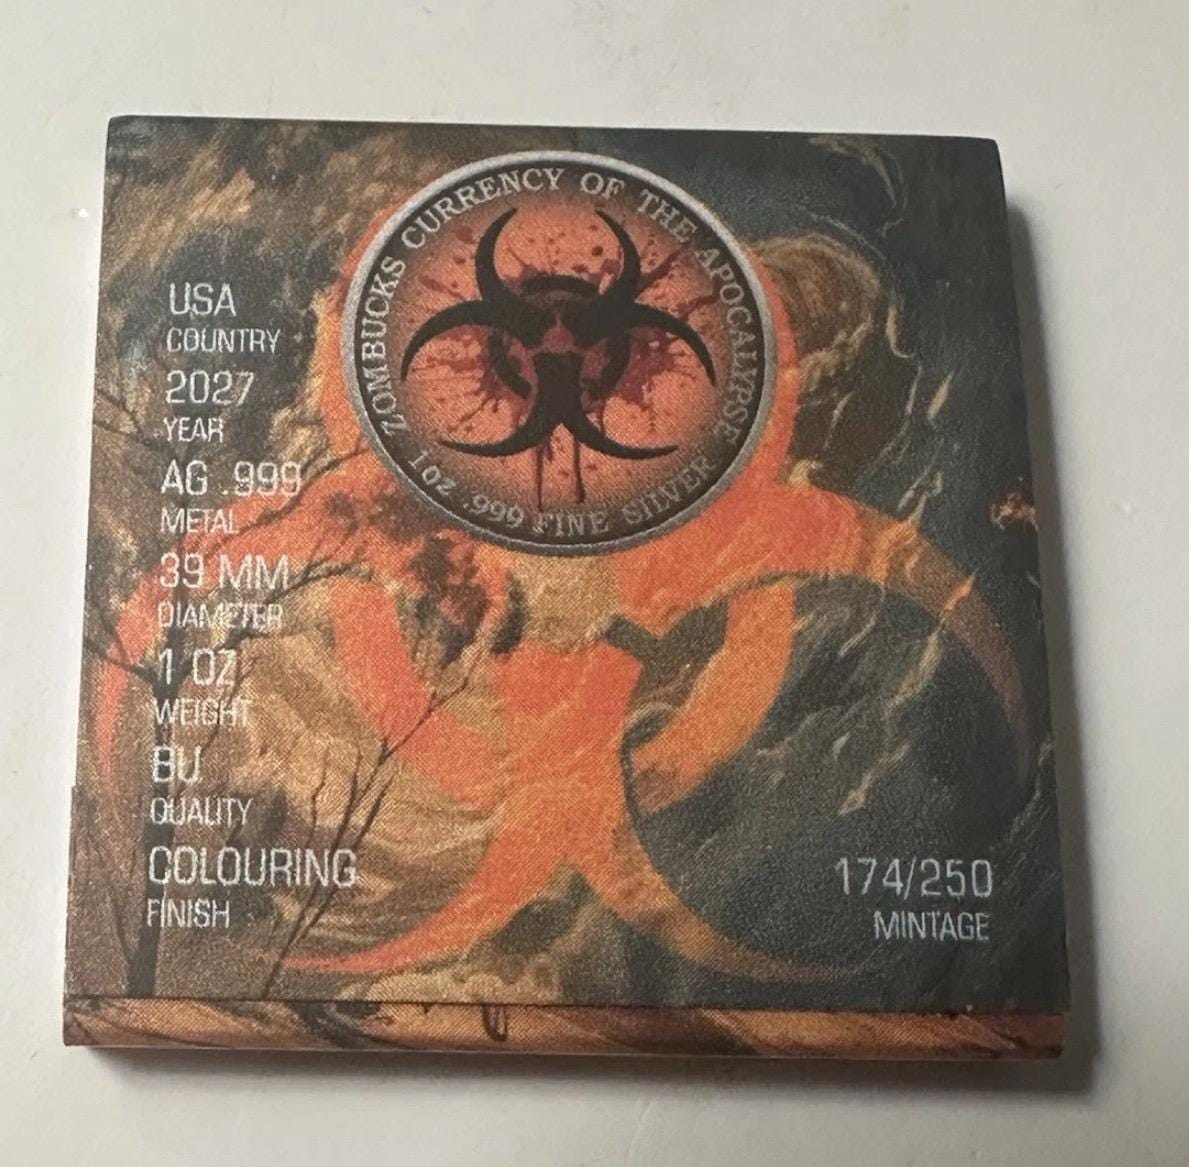 ZOMBUCKS CURRENCY OF THE APOCALYPSE
1 OZ .999 FINE SILVER
USA
COUNTRY
2027
YEAR
AG .999
METAL
39 MM
DIAMETER
1 OZ
WEIGHT
BU
QUALITY
COLOURING
FINISH
174/250
MINTAGE